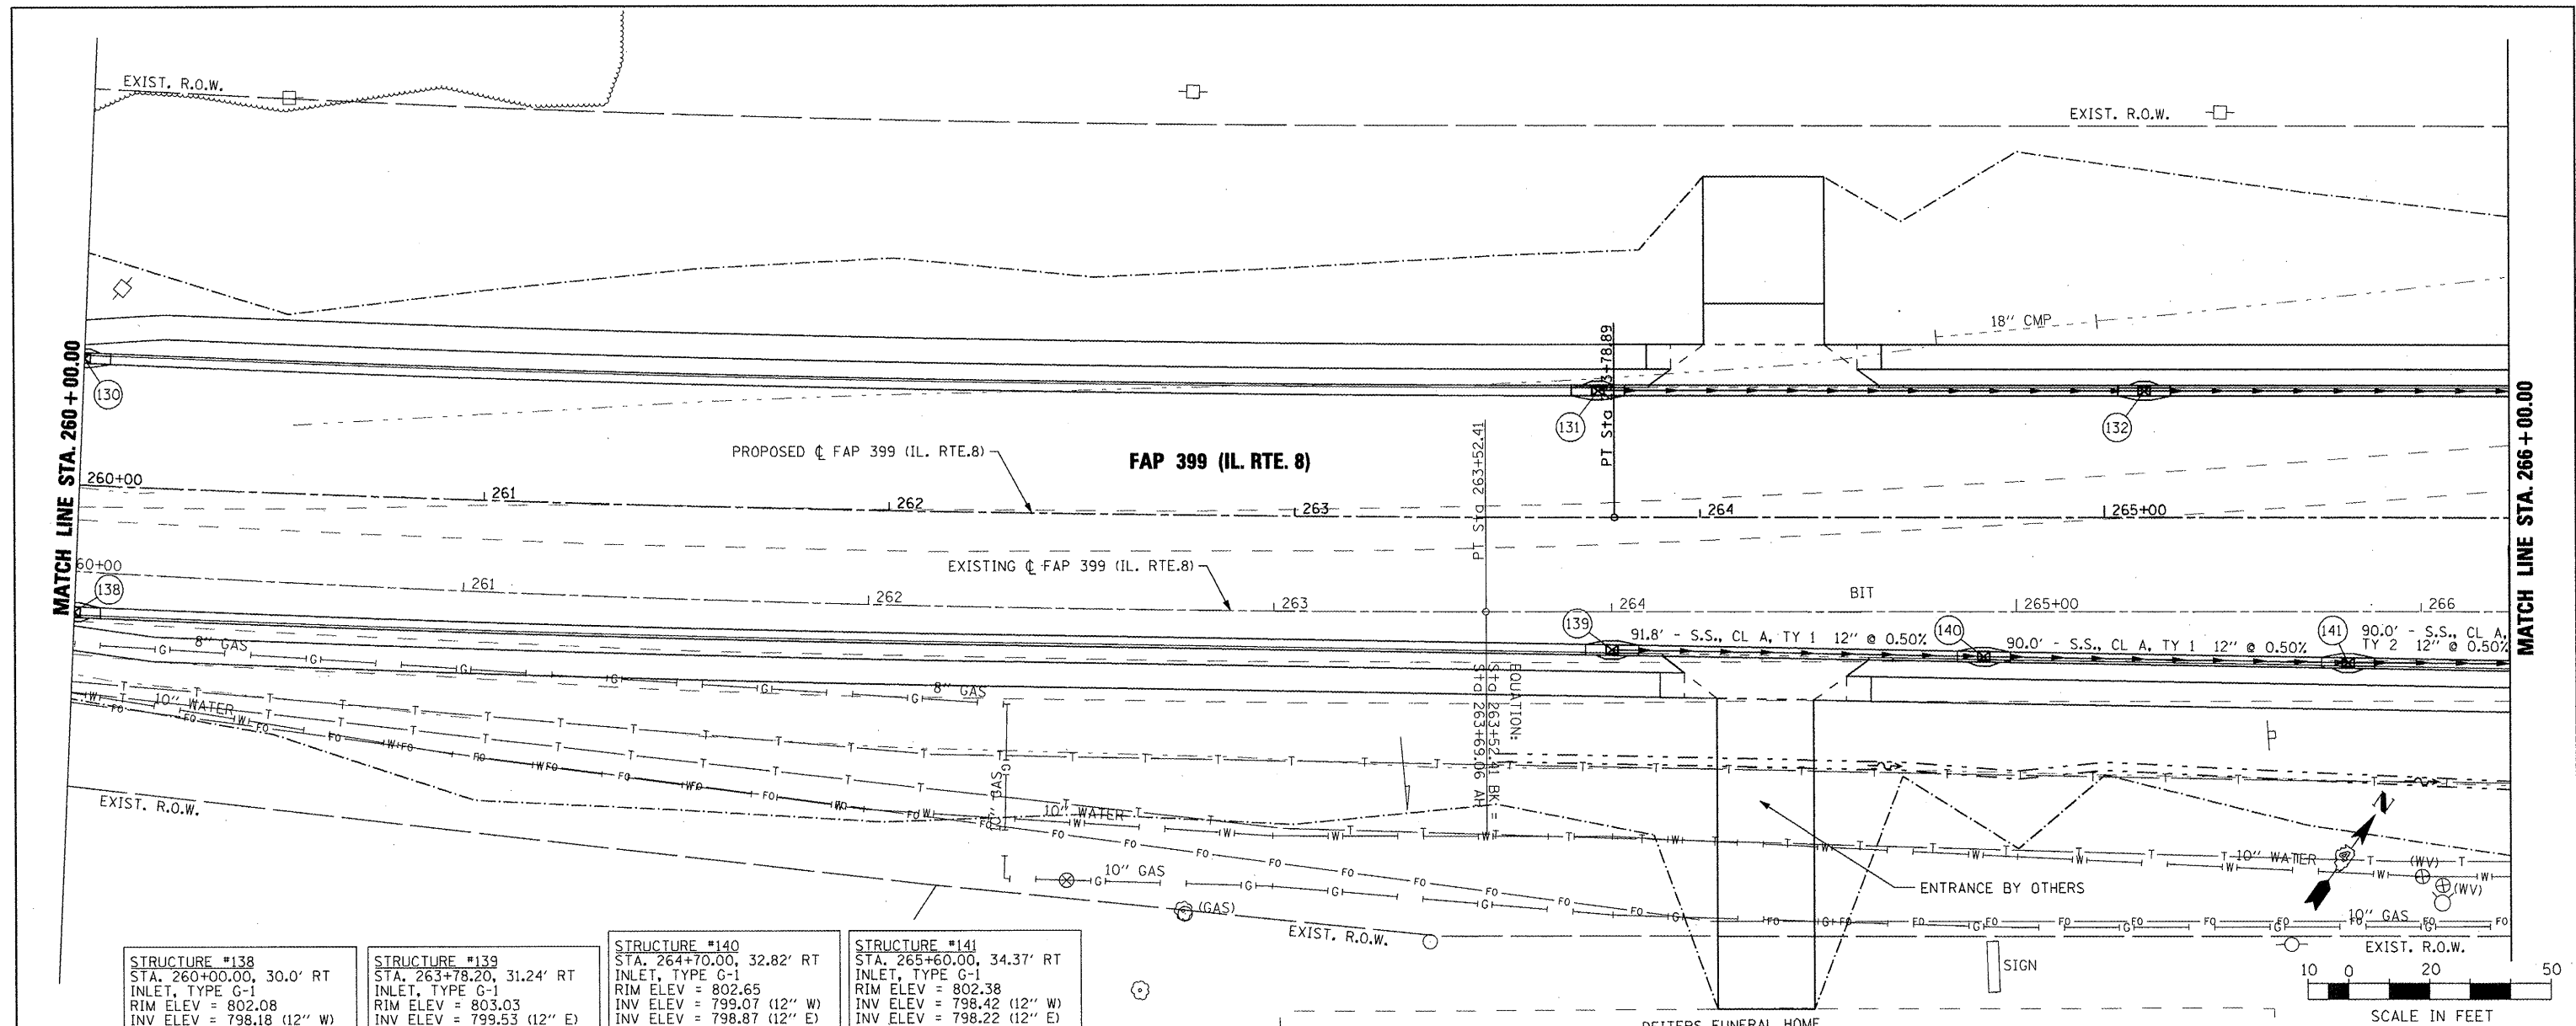 EXIST. R.O.W.
EXIST. R.O.W.
18" CMP
MATCH LINE STA. 260+00.00
130
131
132
PT Sta 263+78.89
PT Sta 263+52.41
MATCH LINE STA. 266+00.00
PROPOSED ℄ FAP 399 (IL. RTE.8)
FAP 399 (IL. RTE. 8)
260+00
261
262
263
264
265+00
EXISTING ℄ FAP 399 (IL. RTE.8)
60+00
138
261
262
263
264
BIT
265+00
266
139
91.8' - S.S., CL A, TY 1 12" @ 0.50%
140
90.0' - S.S., CL A, TY 1 12" @ 0.50%
141
90.0' - S.S., CL A,
TY 2 12" @ 0.50%
8" GAS
8" GAS
EQUATION:
Sta 263+52.41 BK =
Sta 263+69.06 AH
10" WATER
10" WATER
10" WATER
(WV)
(WV)
EXIST. R.O.W.
10" GAS
(GAS)
ENTRANCE BY OTHERS
N
10" GAS
EXIST. R.O.W.
EXIST. R.O.W.
SIGN
10 0 20 50
SCALE IN FEET
DEITERS FUNERAL HOME
STRUCTURE #138
STA. 260+00.00, 30.0' RT
INLET, TYPE G-1
RIM ELEV = 802.08
INV ELEV = 798.18 (12" W)
STRUCTURE #139
STA. 263+78.20, 31.24' RT
INLET, TYPE G-1
RIM ELEV = 803.03
INV ELEV = 799.53 (12" E)
STRUCTURE #140
STA. 264+70.00, 32.82' RT
INLET, TYPE G-1
RIM ELEV = 802.65
INV ELEV = 799.07 (12" W)
INV ELEV = 798.87 (12" E)
STRUCTURE #141
STA. 265+60.00, 34.37' RT
INLET, TYPE G-1
RIM ELEV = 802.38
INV ELEV = 798.42 (12" W)
INV ELEV = 798.22 (12" E)